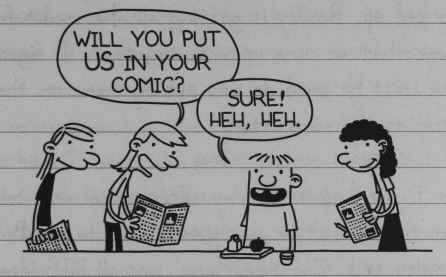 WILL YOU PUT
US IN YOUR
COMIC?
SURE!
HEH, HEH.